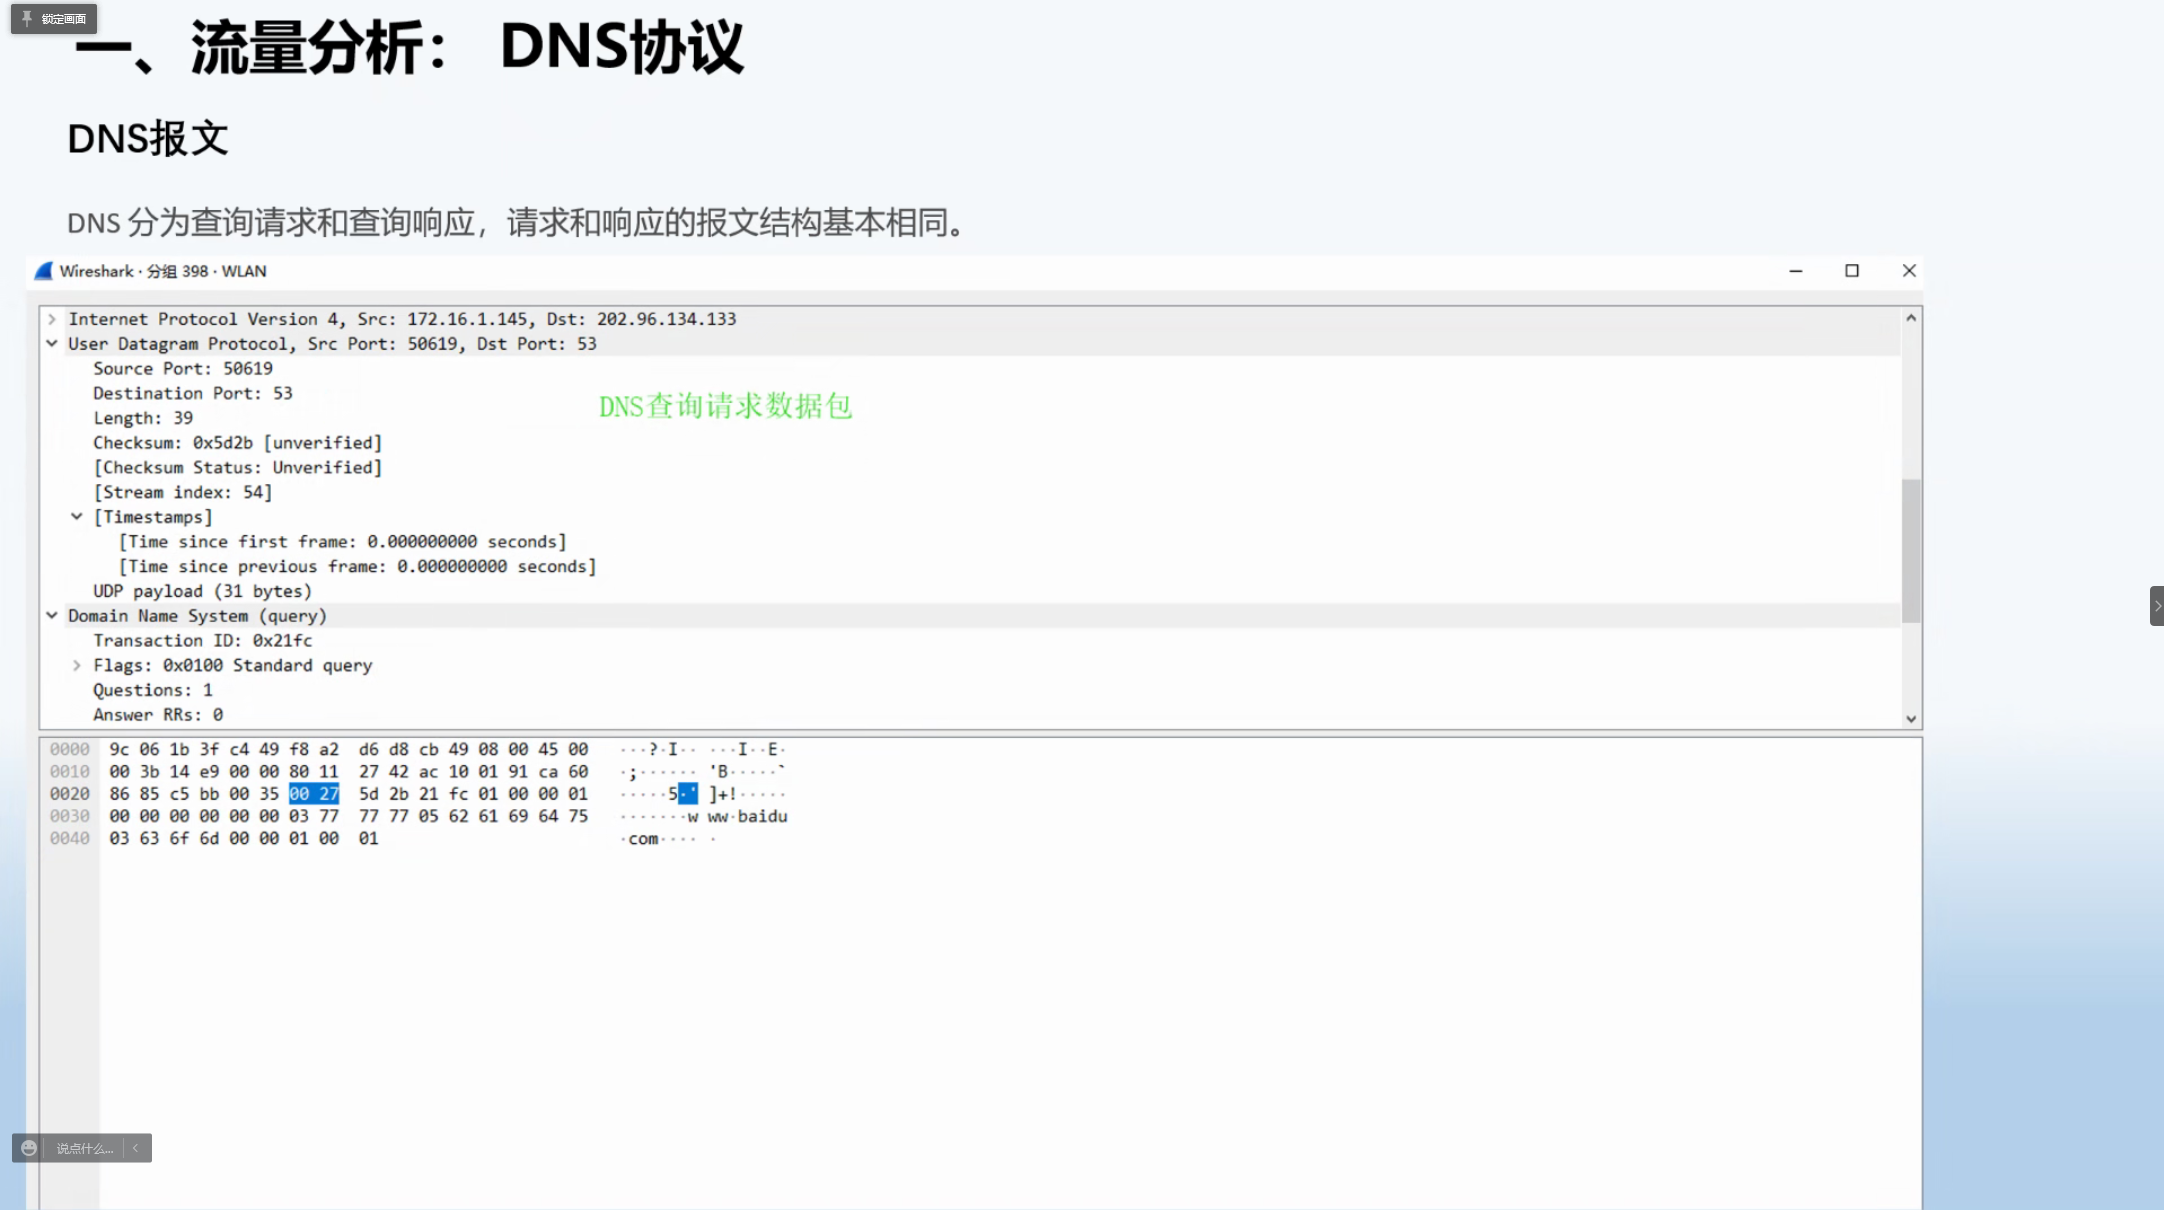 锁定画面
一、流量分析： DNS协议
DNS报文
DNS 分为查询请求和查询响应，请求和响应的报文结构基本相同。
Wireshark · 分组 398 · WLAN
Internet Protocol Version 4, Src: 172.16.1.145, Dst: 202.96.134.133
User Datagram Protocol, Src Port: 50619, Dst Port: 53
Source Port: 50619
Destination Port: 53
DNS查询请求数据包
Length: 39
Checksum: 0x5d2b [unverified]
[Checksum Status: Unverified]
[Stream index: 54]
[Timestamps]
[Time since first frame: 0.000000000 seconds]
[Time since previous frame: 0.000000000 seconds]
UDP payload (31 bytes)
Domain Name System (query)
Transaction ID: 0x21fc
Flags: 0x0100 Standard query
Questions: 1
Answer RRs: 0
0000 9c 06 1b 3f c4 49 f8 a2 d6 d8 cb 49 08 00 45 00 ···?·I·· ···I··E·
0010 00 3b 14 e9 00 00 80 11 27 42 ac 10 01 91 ca 60 ·;······ 'B·····`
0020 86 85 c5 bb 00 35 00 27 5d 2b 21 fc 01 00 00 01 ·····5·' ]+!·····
0030 00 00 00 00 00 00 03 77 77 77 05 62 61 69 64 75 ·······w ww·baidu
0040 03 63 6f 6d 00 00 01 00 01 ·com···· ·
说点什么...